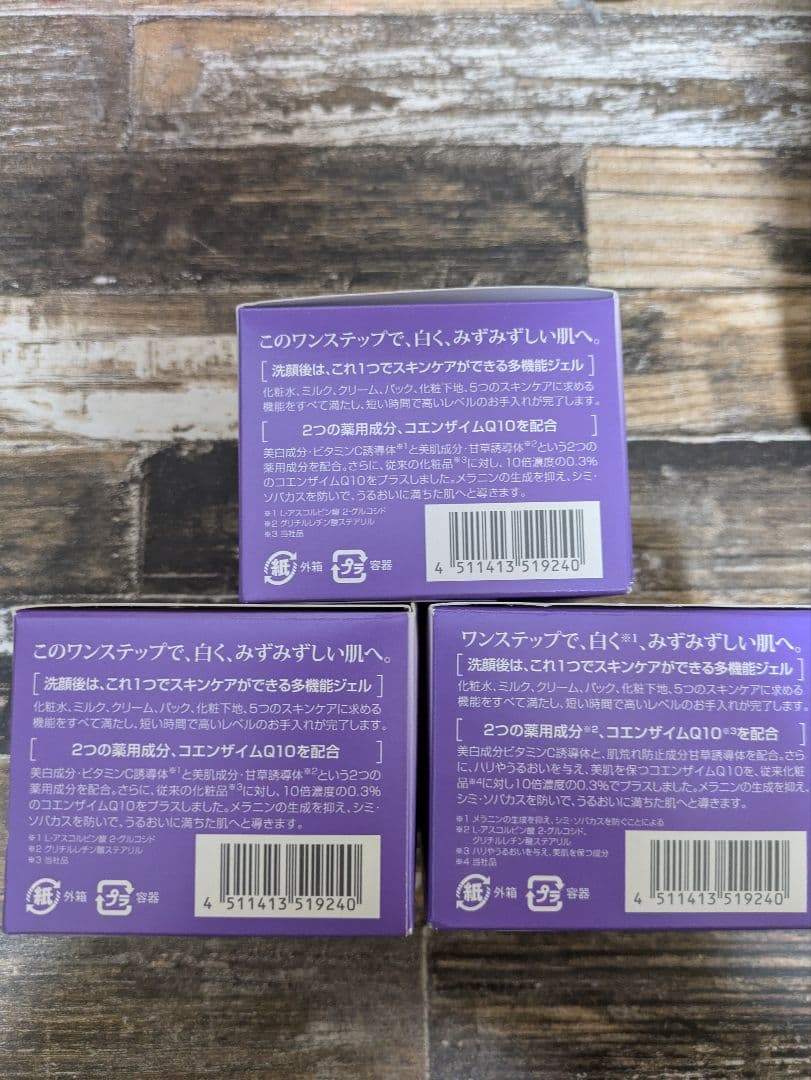 このワンステップで、白く、みずみずしい肌へ。
洗顔後は、これ1つでスキンケアができる多機能ジェル
化粧水、ミルク、クリーム、パック、化粧下地、5つのスキンケアに求める
機能をすべて満たし、短い時間で高いレベルのお手入れが完了します。
2つの薬用成分、コエンザイムQ10を配合
美白成分・ビタミンC誘導体※1と美肌成分・甘草誘導体※2という2つの
薬用成分を配合。さらに、従来の化粧品※3に対し、10倍濃度の0.3%
のコエンザイムQ10をプラスしました。メラニンの生成を抑え、シミ・
ソバカスを防いで、うるおいに満ちた肌へと導きます。
※1 L-アスコルビン酸 2-グルコシド
※2 グリチルレチン酸ステアリル
※3 当社品
紙 外箱 プラ 容器
4 511413 519240
このワンステップで、白く、みずみずしい肌へ。
洗顔後は、これ1つでスキンケアができる多機能ジェル
化粧水、ミルク、クリーム、パック、化粧下地、5つのスキンケアに求める
機能をすべて満たし、短い時間で高いレベルのお手入れが完了します。
2つの薬用成分、コエンザイムQ10を配合
美白成分・ビタミンC誘導体※1と美肌成分・甘草誘導体※2という2つの
薬用成分を配合。さらに、従来の化粧品※3に対し、10倍濃度の0.3%
のコエンザイムQ10をプラスしました。メラニンの生成を抑え、シミ・
ソバカスを防いで、うるおいに満ちた肌へと導きます。
※1 L-アスコルビン酸 2-グルコシド
※2 グリチルレチン酸ステアリル
※3 当社品
紙 外箱 プラ 容器
4 511413 519240
ワンステップで、白く※1、みずみずしい肌へ。
洗顔後は、これ1つでスキンケアができる多機能ジェル
化粧水、ミルク、クリーム、パック、化粧下地、5つのスキンケアに求める
機能をすべて満たし、短い時間で高いレベルのお手入れが完了します。
2つの薬用成分※2、コエンザイムQ10※3を配合
美白成分ビタミンC誘導体と、肌荒れ防止成分甘草誘導体を配合。さら
に、ハリやうるおいを与え、美肌を保つコエンザイムQ10を、従来化粧
品※4に対し10倍濃度の0.3%でプラスしました。メラニンの生成を抑え、
シミ・ソバカスを防いで、うるおいに満ちた肌へと導きます。
※1 メラニンの生成を抑え、シミ、ソバカスを防ぐことによる
※2 L-アスコルビン酸 2-グルコシド、
グリチルレチン酸ステアリル
※3 ハリやうるおいを与え、美肌を保つ成分
※4 当社品
紙 外箱 プラ 容器
4 511413 519240